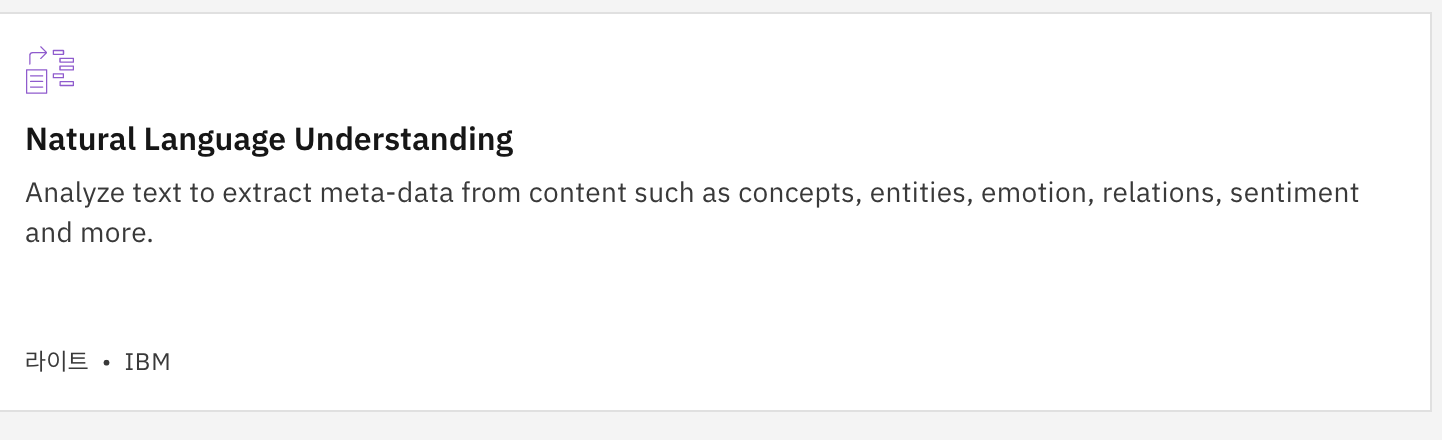 Natural Language Understanding
Analyze text to extract meta-data from content such as concepts, entities, emotion, relations, sentiment
and more.
라이트 • IBM